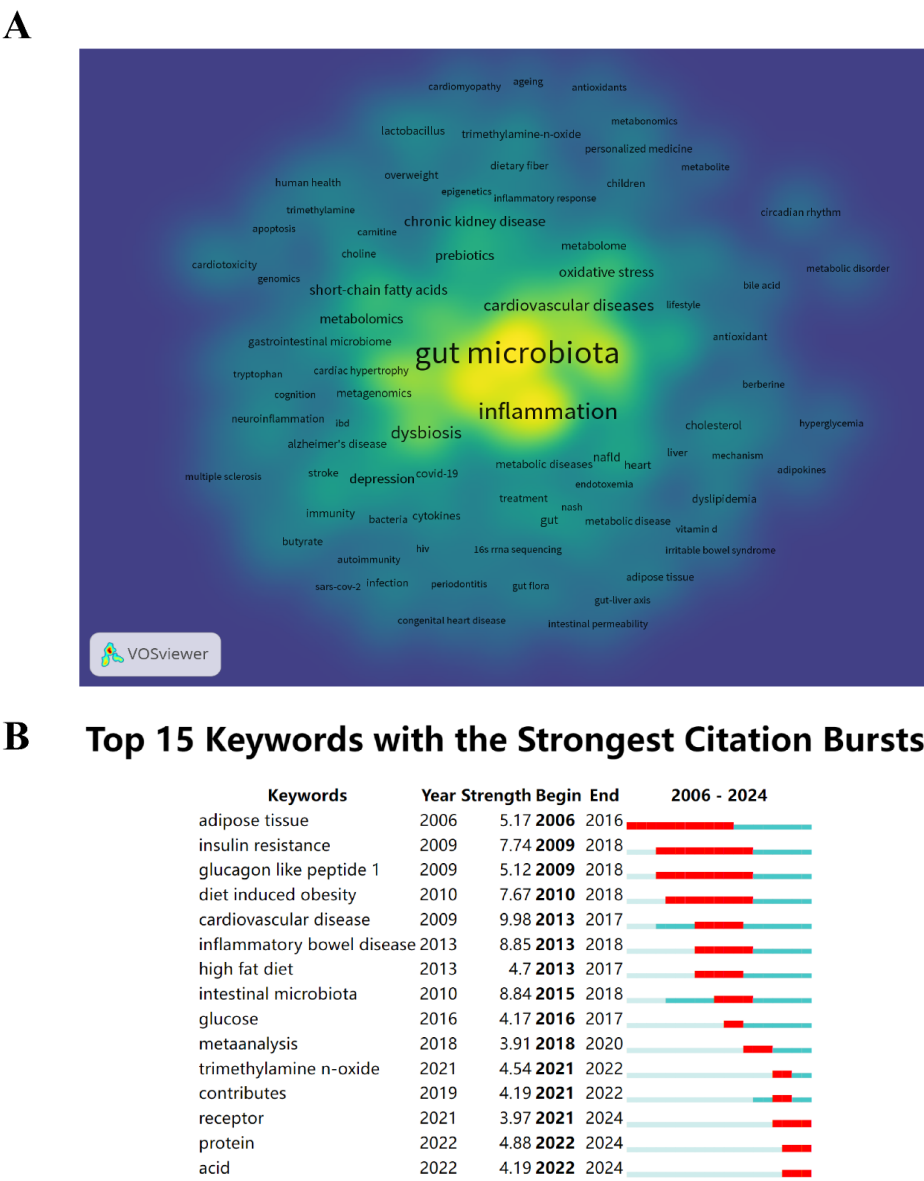 A
cardiomyopathy ageing antioxidants
metabonomics
lactobacillus trimethylamine-n-oxide
personalized medicine
dietary fiber metabolite
overweight
human health children
epigenetics inflammatory response
trimethylamine circadian rhythm
chronic kidney disease
apoptosis carnitine
metabolome
choline prebiotics
cardiotoxicity metabolic disorder
genomics oxidative stress
bile acid
short-chain fatty acids
cardiovascular diseases lifestyle
metabolomics
gastrointestinal microbiome antioxidant
gut microbiota
tryptophan cardiac hypertrophy
berberine
cognition metagenomics
inflammation
neuroinflammation ibd hyperglycemia
dysbiosis cholesterol
alzheimer's disease
nafld liver mechanism
metabolic diseases heart
multiple sclerosis stroke depression covid-19 adipokines
endotoxemia
treatment dyslipidemia
nash
immunity bacteria cytokines gut metabolic disease
vitamin d
butyrate
hiv 16s rrna sequencing irritable bowel syndrome
autoimmunity
adipose tissue
sars-cov-2 infection periodontitis gut flora
gut-liver axis
congenital heart disease intestinal permeability
VOSviewer
B
Top 15 Keywords with the Strongest Citation Bursts
Keywords Year Strength Begin End 2006 - 2024
adipose tissue 2006 5.17 2006 2016
insulin resistance 2009 7.74 2009 2018
glucagon like peptide 1 2009 5.12 2009 2018
diet induced obesity 2010 7.67 2010 2018
cardiovascular disease 2009 9.98 2013 2017
inflammatory bowel disease 2013 8.85 2013 2018
high fat diet 2013 4.7 2013 2017
intestinal microbiota 2010 8.84 2015 2018
glucose 2016 4.17 2016 2017
metaanalysis 2018 3.91 2018 2020
trimethylamine n-oxide 2021 4.54 2021 2022
contributes 2019 4.19 2021 2022
receptor 2021 3.97 2021 2024
protein 2022 4.88 2022 2024
acid 2022 4.19 2022 2024